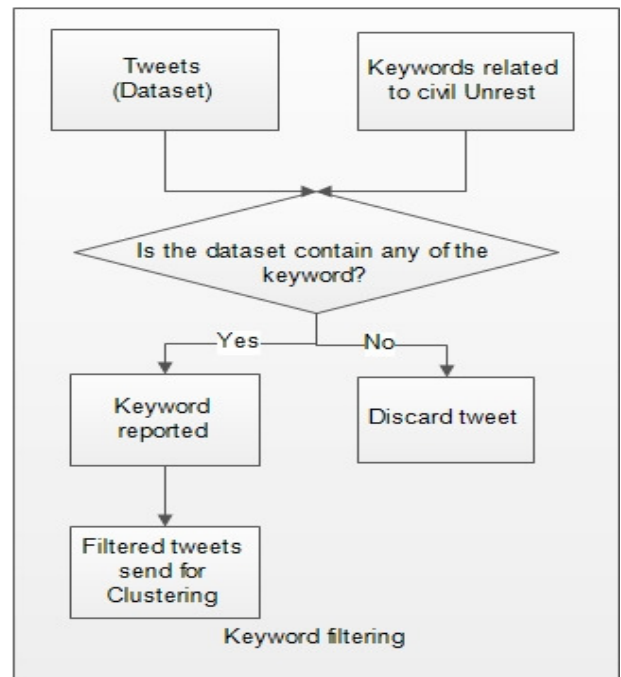 Tweets
(Dataset)
Keywords related
to civil Unrest
Is the dataset contain any of the
keyword?
Yes
No
Keyword
reported
Discard tweet
Filtered tweets
send for
Clustering
Keyword filtering